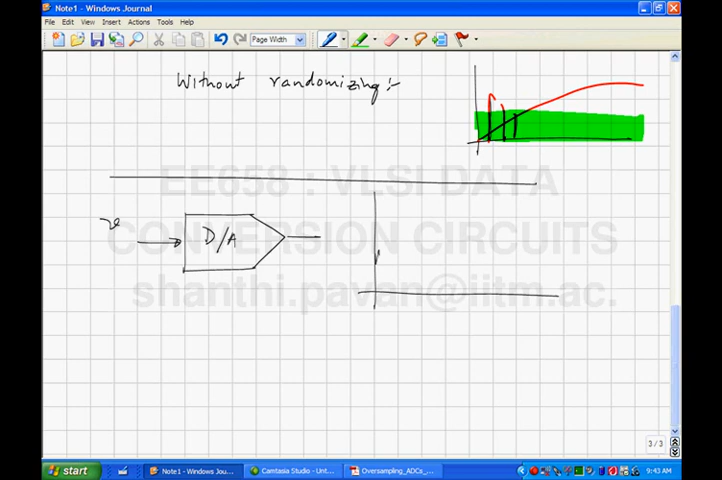 Note1 - Windows Journal
File Edit View Insert Actions Tools Help
Page Width
Without randomizing :-
EE658 : VLSI DATA
CONVERSION CIRCUITS
shanthi.pavan@iitm.ac.
v
D/A
3 / 3
start
Note1 - Windows Jou...
Camtasia Studio - Unt...
Oversampling_ADCs_...
9:43 AM